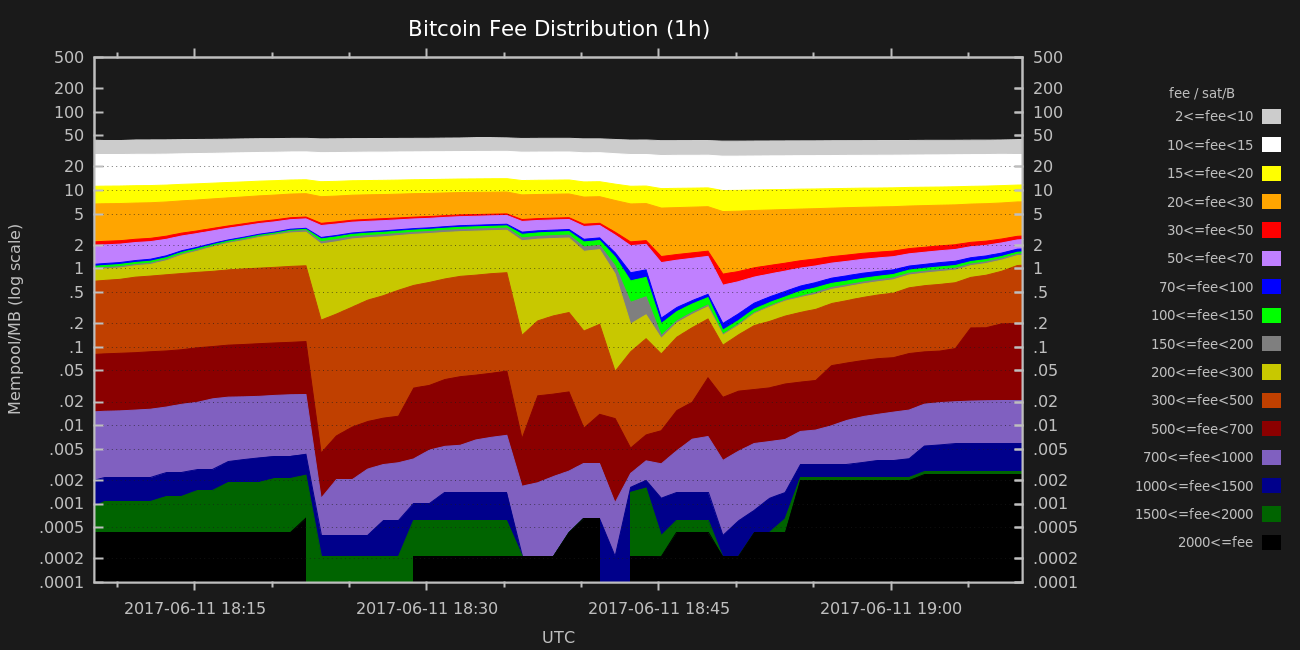 Bitcoin Fee Distribution (1h)
500 500
200 200
100 100
50 50
20 20
10 10
5 5
2 2
1 1
.5 .5
.2 .2
.1 .1
.05 .05
.02 .02
.01 .01
.005 .005
.002 .002
.001 .001
.0005 .0005
.0002 .0002
.0001 .0001
Mempool/MB (log scale)
2017-06-11 18:15 2017-06-11 18:30 2017-06-11 18:45 2017-06-11 19:00
UTC
fee / sat/B
2<=fee<10
10<=fee<15
15<=fee<20
20<=fee<30
30<=fee<50
50<=fee<70
70<=fee<100
100<=fee<150
150<=fee<200
200<=fee<300
300<=fee<500
500<=fee<700
700<=fee<1000
1000<=fee<1500
1500<=fee<2000
2000<=fee